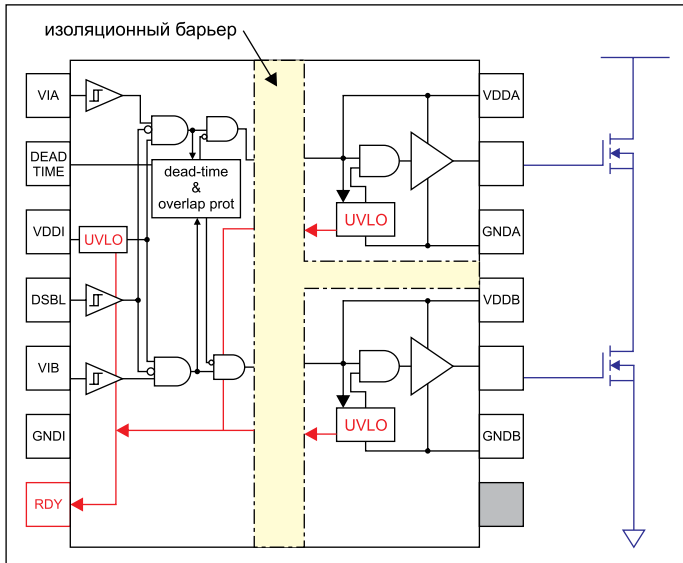 изоляционный барьер
VIA
DEAD
TIME
VDDI
DSBL
VIB
GNDI
RDY
UVLO
dead-time
&
overlap prot
UVLO
UVLO
VDDA
GNDA
VDDB
GNDB